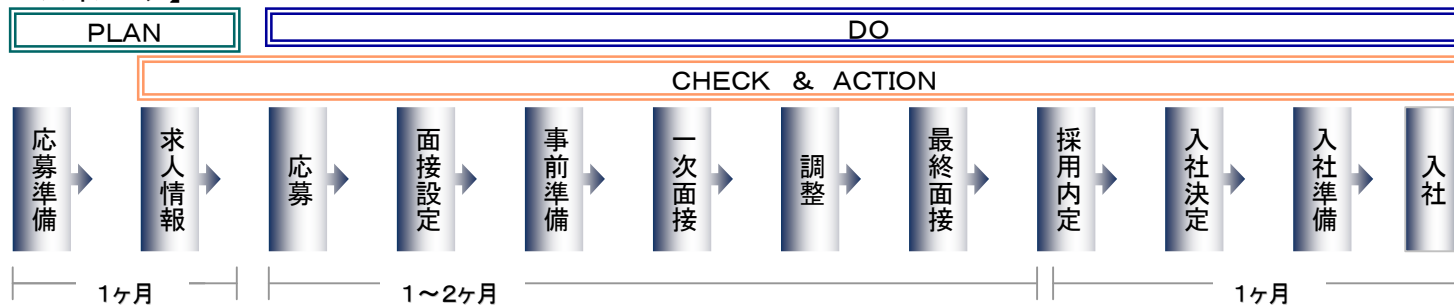 】
PLAN
DO
CHECK & ACTION
応募準備
求人情報
応募
面接設定
事前準備
一次面接
調整
最終面接
採用内定
入社決定
入社準備
入社
1ヶ月
1～2ヶ月
1ヶ月